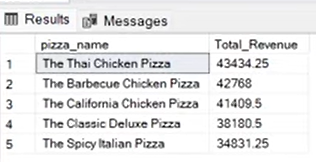 Results Messages
pizza_name Total_Revenue
1 The Thai Chicken Pizza 43434.25
2 The Barbecue Chicken Pizza 42768
3 The California Chicken Pizza 41409.5
4 The Classic Deluxe Pizza 38180.5
5 The Spicy Italian Pizza 34831.25